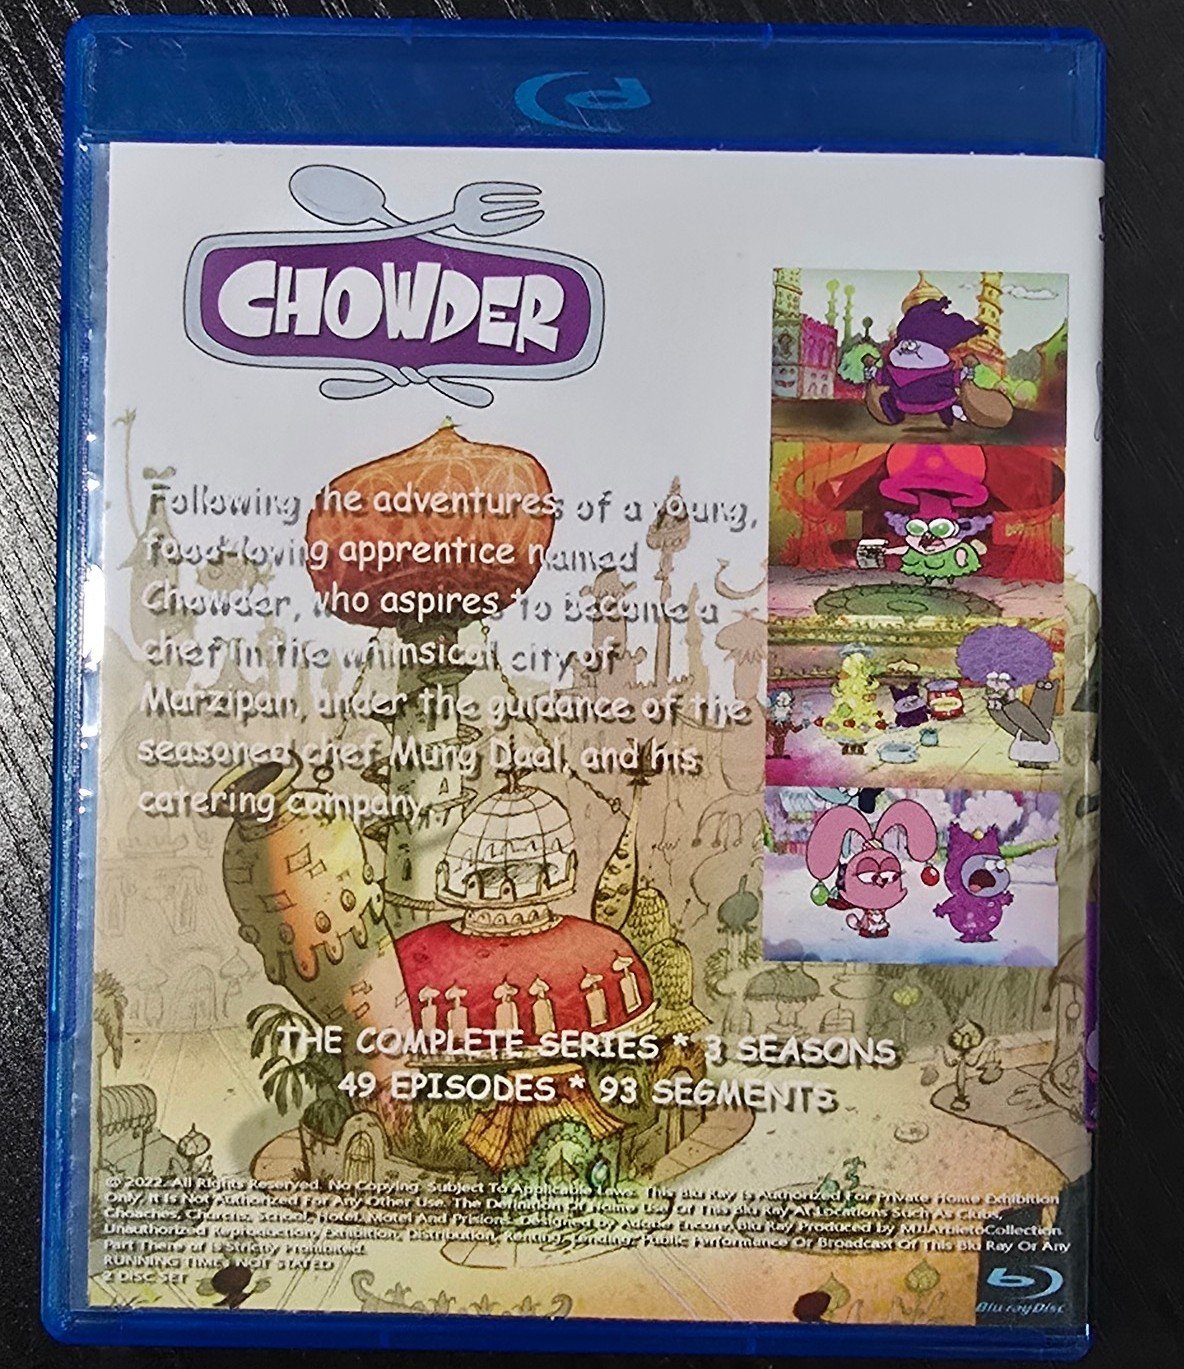 CHOWDER
Following the adventures of a young,
food-loving apprentice named
Chowder, who aspires to become a
chef in the whimsical city of
Marzipan, under the guidance of the
seasoned chef Mung Daal, and his
catering company.
THE COMPLETE SERIES * 3 SEASONS
49 EPISODES * 93 SEGMENTS
© 2022. All Rights Reserved. No Copying. Subject To Applicable Laws. This Blu Ray Is Authorized For Private Home Exhibition
Only. It Is Not Authorized For Any Other Use. The Definition Of Home Use Of This Blu Ray At Locations Such As Clubs,
Choaches, Churchs, School, Hotel, Motel And Prisions. Designed by Adobe Encore, Blu Ray Produced by
Unauthorized Reproduction, Exhibition, Distribution, Renting, Lending, Public Performance Or Broadcast Of This Blu Ray Or Any
Part There of Is Strictly Prohibited.
RUNNING TIMES NOT STATED
2 DISC SET
Blu-ray Disc